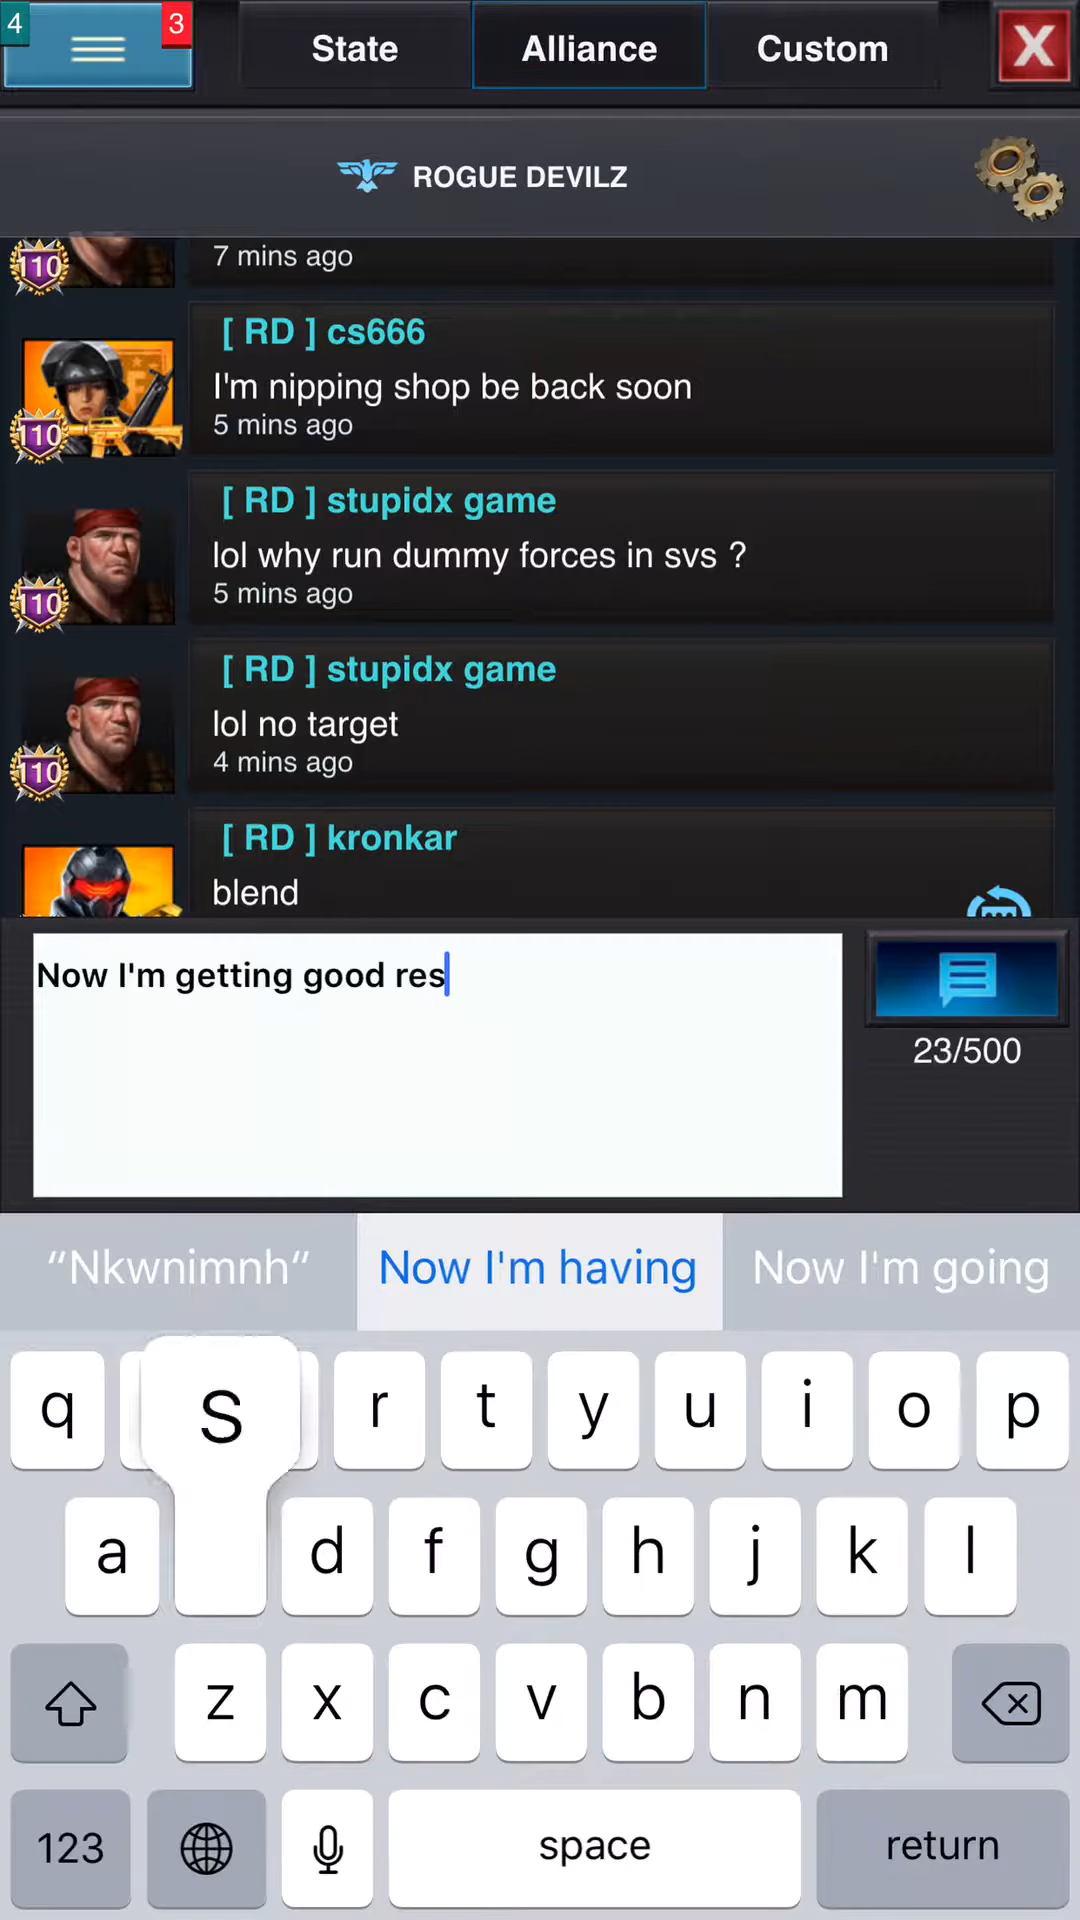 4
3
State
Alliance
Custom
X
ROGUE DEVILZ
110
7 mins ago
[ RD ] cs666
I'm nipping shop be back soon
110
5 mins ago
[ RD ] stupidx game
lol why run dummy forces in svs ?
110
5 mins ago
[ RD ] stupidx game
lol no target
110
4 mins ago
[ RD ] kronkar
blend
Now I'm getting good res
23/500
“Nkwnimnh“
Now I'm having
Now I'm going
q
s
r
t
y
u
i
o
p
a
d
f
g
h
j
k
l
z
x
c
v
b
n
m
123
space
return